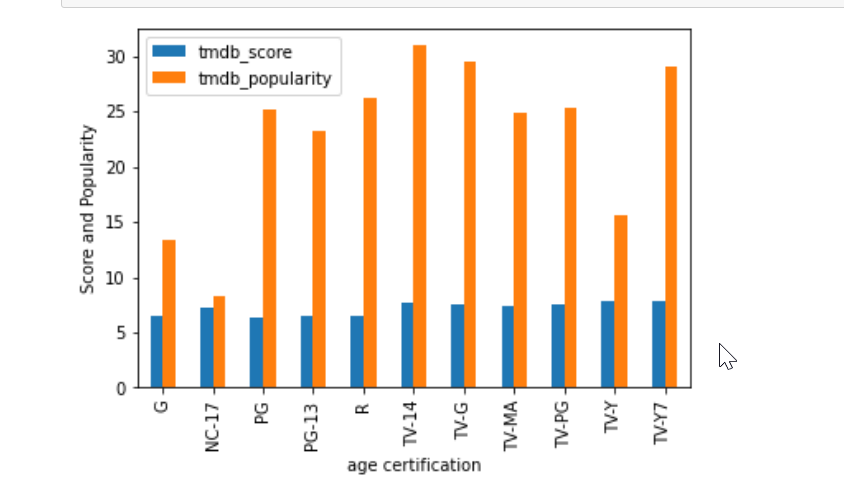 tmdb_score
tmdb_popularity
30
25
20
15
10
5
0
Score and Popularity
G
NC-17
PG
PG-13
R
TV-14
TV-G
TV-MA
TV-PG
TV-Y
TV-Y7
age certification